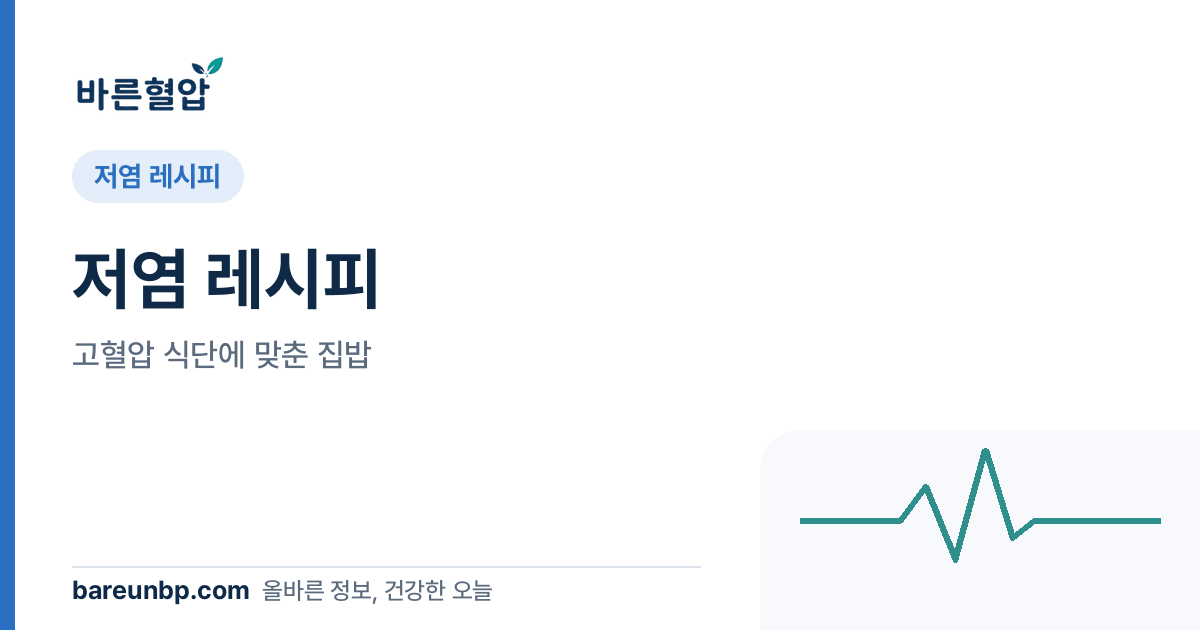 바른혈압
저염 레시피
저염 레시피
고혈압 식단에 맞춘 집밥
bareunbp.com 올바른 정보, 건강한 오늘